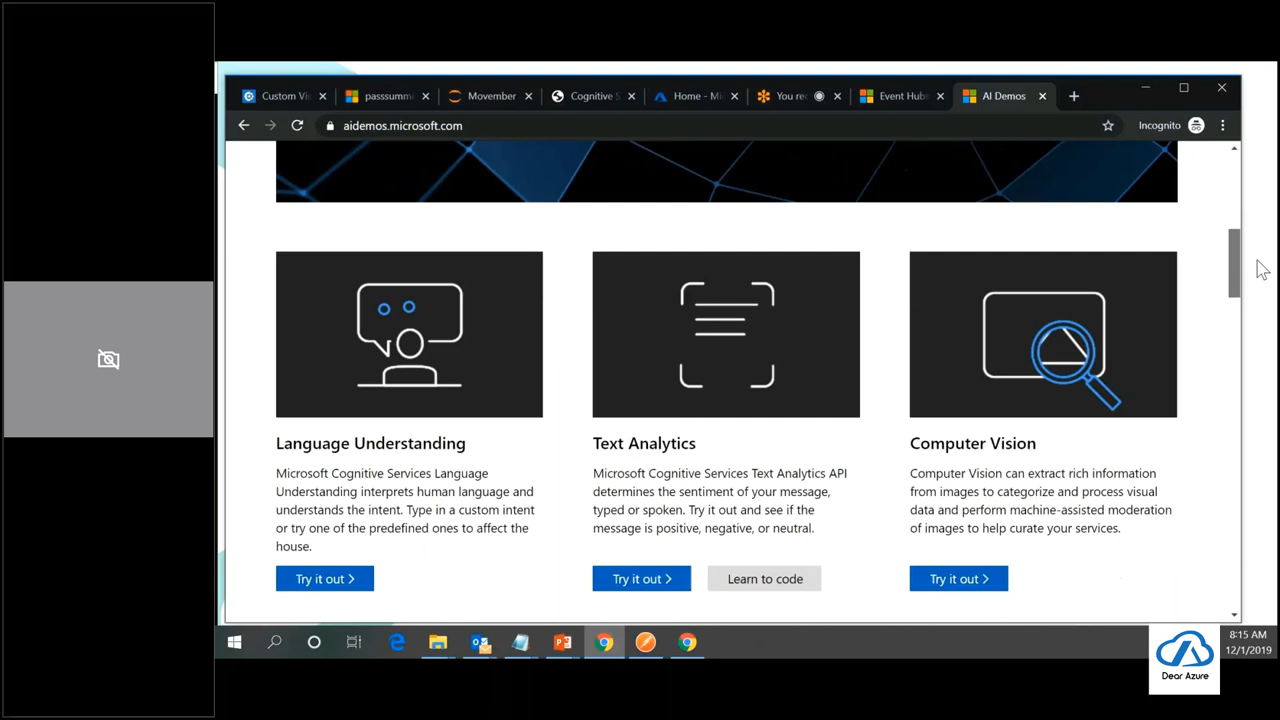 Custom Vi
passsummi
Movember
Cognitive S
Home - Mi
You re
Event Hubs
AI Demos
aidemos.microsoft.com
Incognito
Language Understanding
Microsoft Cognitive Services Language
Understanding interprets human language and
understands the intent. Type in a custom intent
or try one of the predefined ones to affect the
house.
Try it out
Text Analytics
Microsoft Cognitive Services Text Analytics API
determines the sentiment of your message,
typed or spoken. Try it out and see if the
message is positive, negative, or neutral.
Try it out
Learn to code
Computer Vision
Computer Vision can extract rich information
from images to categorize and process visual
data and perform machine-assisted moderation
of images to help curate your services.
Try it out
8:15 AM
12/1/2019
Dear Azure